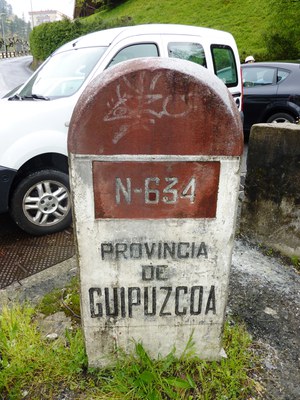 N-634
PROVINCIA
DE
GUIPUZCOA